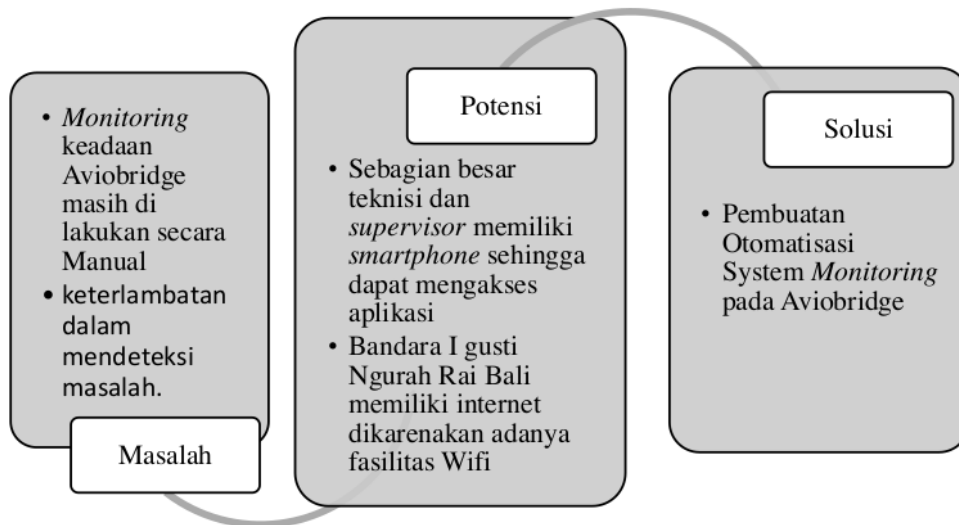 • Monitoring
keadaan
Aviobridge
masih di
lakukan secara
Manual
• keterlambatan
dalam
mendeteksi
masalah.
Masalah
Potensi
• Sebagian besar
teknisi dan
supervisor memiliki
smartphone sehingga
dapat mengakses
aplikasi
• Bandara I gusti
Ngurah Rai Bali
memiliki internet
dikarenakan adanya
fasilitas Wifi
Solusi
• Pembuatan
Otomatisasi
System Monitoring
pada Aviobridge